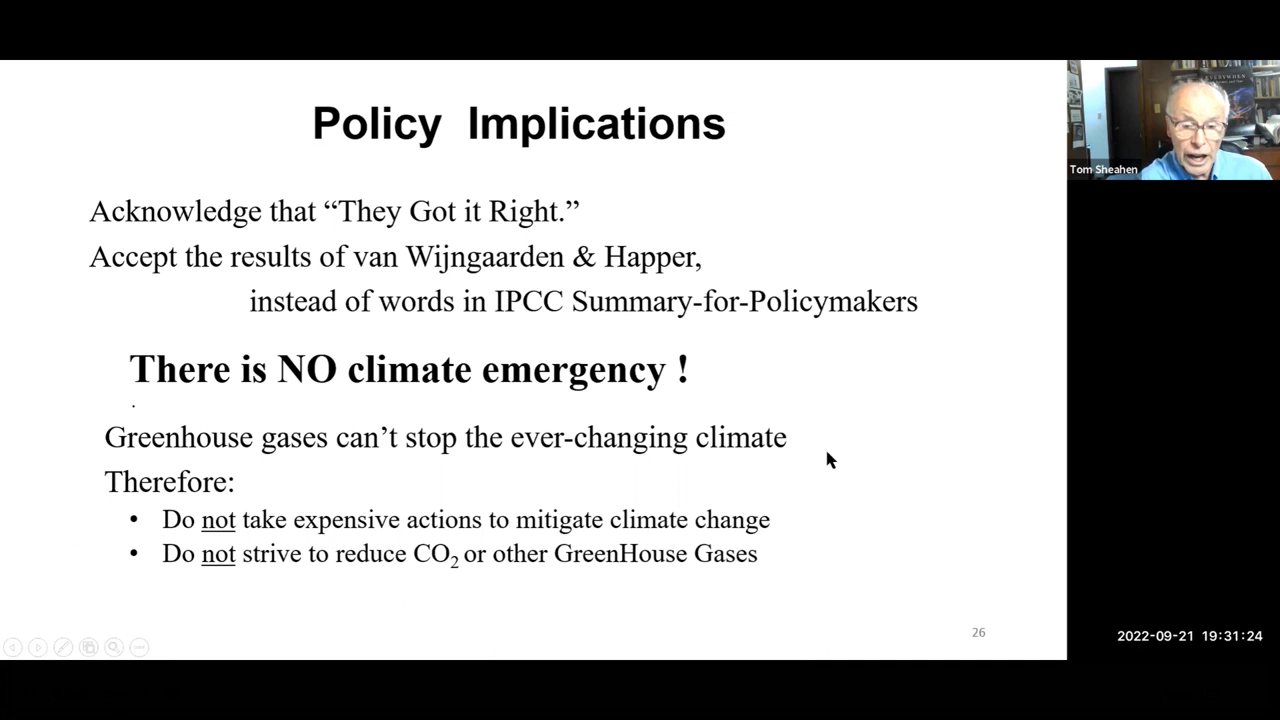 Policy Implications
Acknowledge that “They Got it Right.”
Accept the results of van Wijngaarden & Happer,
instead of words in IPCC Summary-for-Policymakers
There is NO climate emergency !
.
Greenhouse gases can’t stop the ever-changing climate
Therefore:
• Do not take expensive actions to mitigate climate change
• Do not strive to reduce CO₂ or other GreenHouse Gases
26
EVERYWHEN
Tom Sheahen
2022-09-21 19:31:24